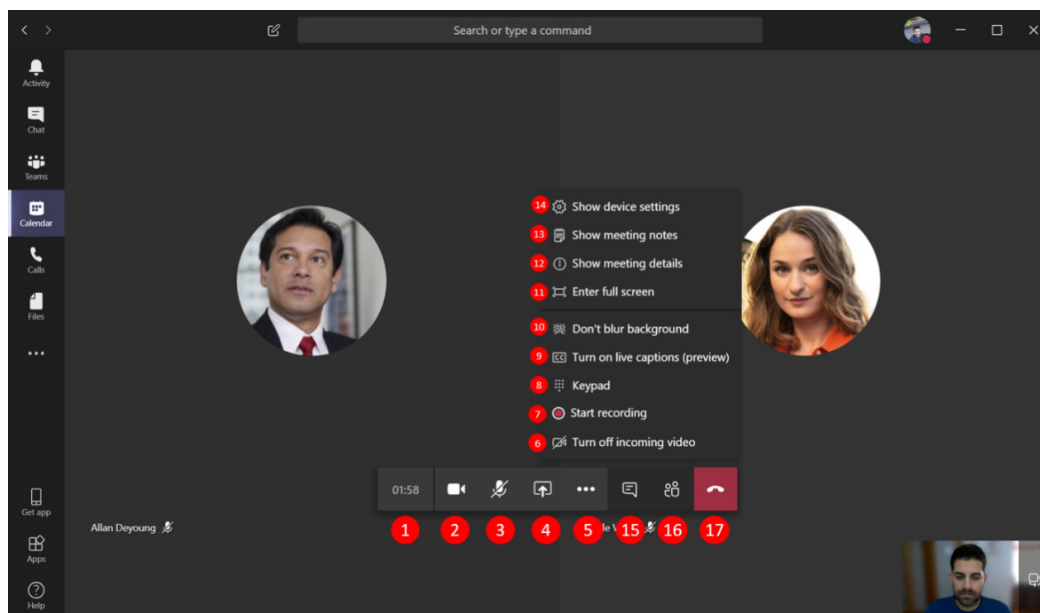 Search or type a command
Activity
Chat
Teams
Calendar
Calls
Files
Get app
Apps
Help
14 Show device settings
13 Show meeting notes
12 Show meeting details
11 Enter full screen
10 Don't blur background
9 CC Turn on live captions (preview)
8 Keypad
7 Start recording
6 Turn off incoming video
01:58
Allan Deyoung
1 2 3 4 5 15 16 17